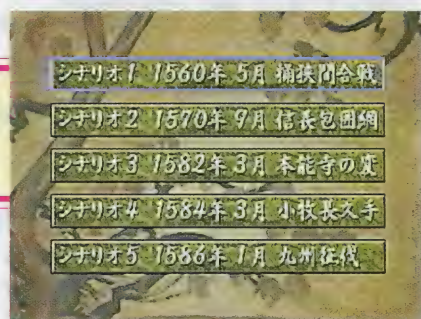 シナリオ1 1560年 5月 桶狭間合戦
シナリオ2 1570年 9月 信長包囲網
シナリオ3 1582年 3月 本能寺の変
シナリオ4 1584年 3月 小牧長久手
シナリオ5 1586年 1月 九州征伐